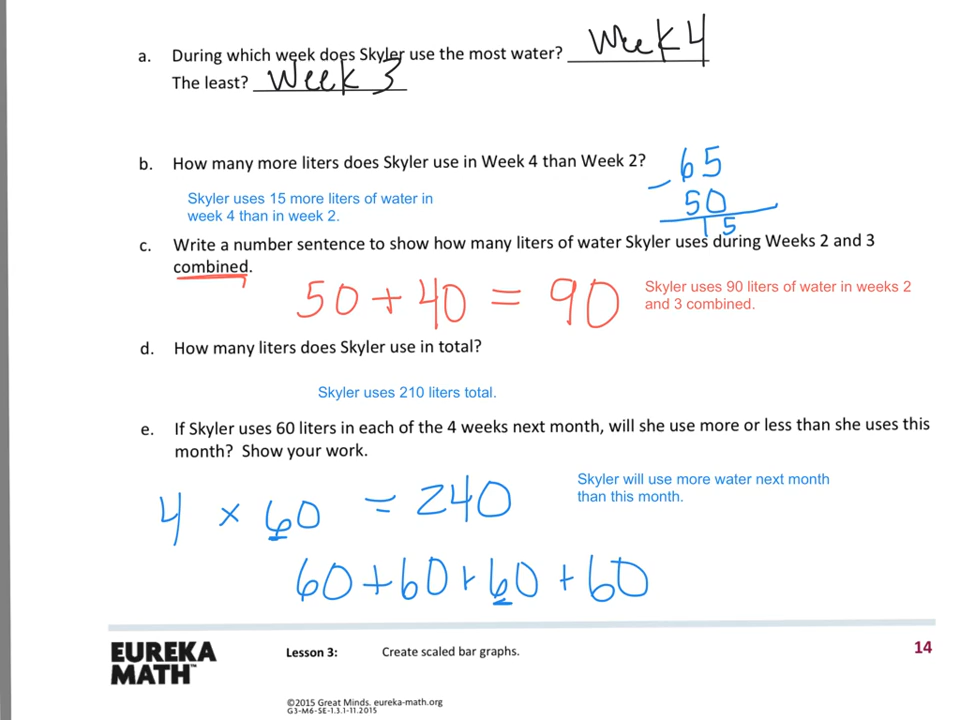 a. During which week does Skyler use the most water? Week 4
The least? Week 3
b. How many more liters does Skyler use in Week 4 than Week 2?
65
Skyler uses 15 more liters of water in
week 4 than in week 2.
- 50
15
c. Write a number sentence to show how many liters of water Skyler uses during Weeks 2 and 3
combined.
50 + 40 = 90
Skyler uses 90 liters of water in weeks 2
and 3 combined.
d. How many liters does Skyler use in total?
Skyler uses 210 liters total.
e. If Skyler uses 60 liters in each of the 4 weeks next month, will she use more or less than she uses this
month? Show your work.
4 × 60 = 240
Skyler will use more water next month
than this month.
60 + 60 + 60 + 60
EUREKA
MATH™
Lesson 3: Create scaled bar graphs.
14
©2015 Great Minds. eureka-math.org
G3-M6-SE-1.3.1-11.2015